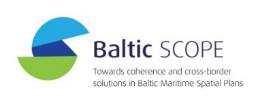 Baltic SCOPE
Towards coherence and cross-border
solutions in Baltic Maritime Spatial Plans